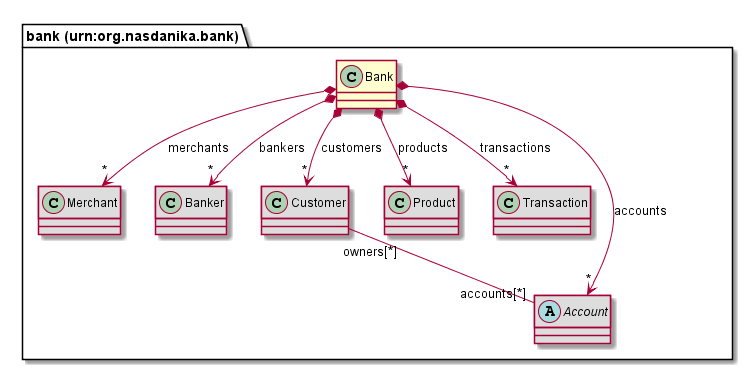 bank (urn:org.nasdanika.bank)
C Bank
merchants
bankers
customers
products
transactions
* * * * *
C Merchant
C Banker
C Customer
C Product
C Transaction
accounts
owners[*]
*
accounts[*]
A Account